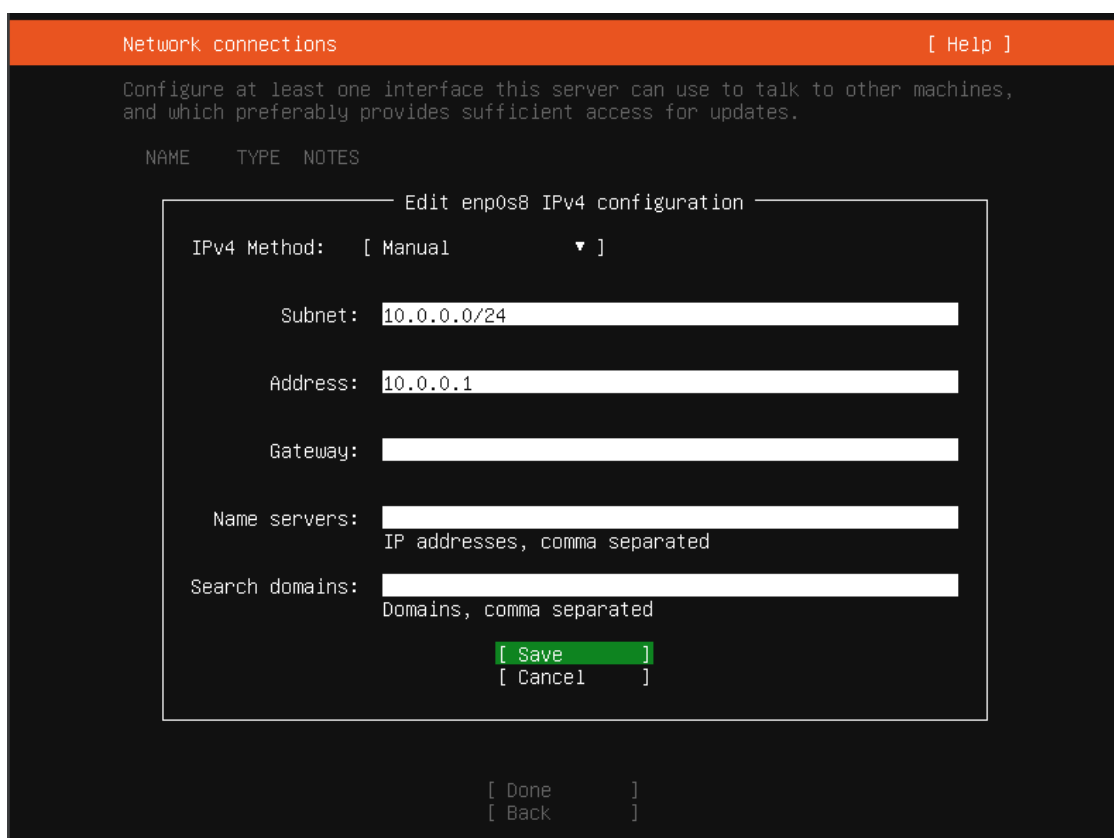 Network connections [ Help ]
Configure at least one interface this server can use to talk to other machines,
and which preferably provides sufficient access for updates.
NAME TYPE NOTES
Edit enp0s8 IPv4 configuration
IPv4 Method: [ Manual ▾ ]
Subnet: 10.0.0.0/24
Address: 10.0.0.1
Gateway:
Name servers:
IP addresses, comma separated
Search domains:
Domains, comma separated
[ Save ]
[ Cancel ]
[ Done ]
[ Back ]